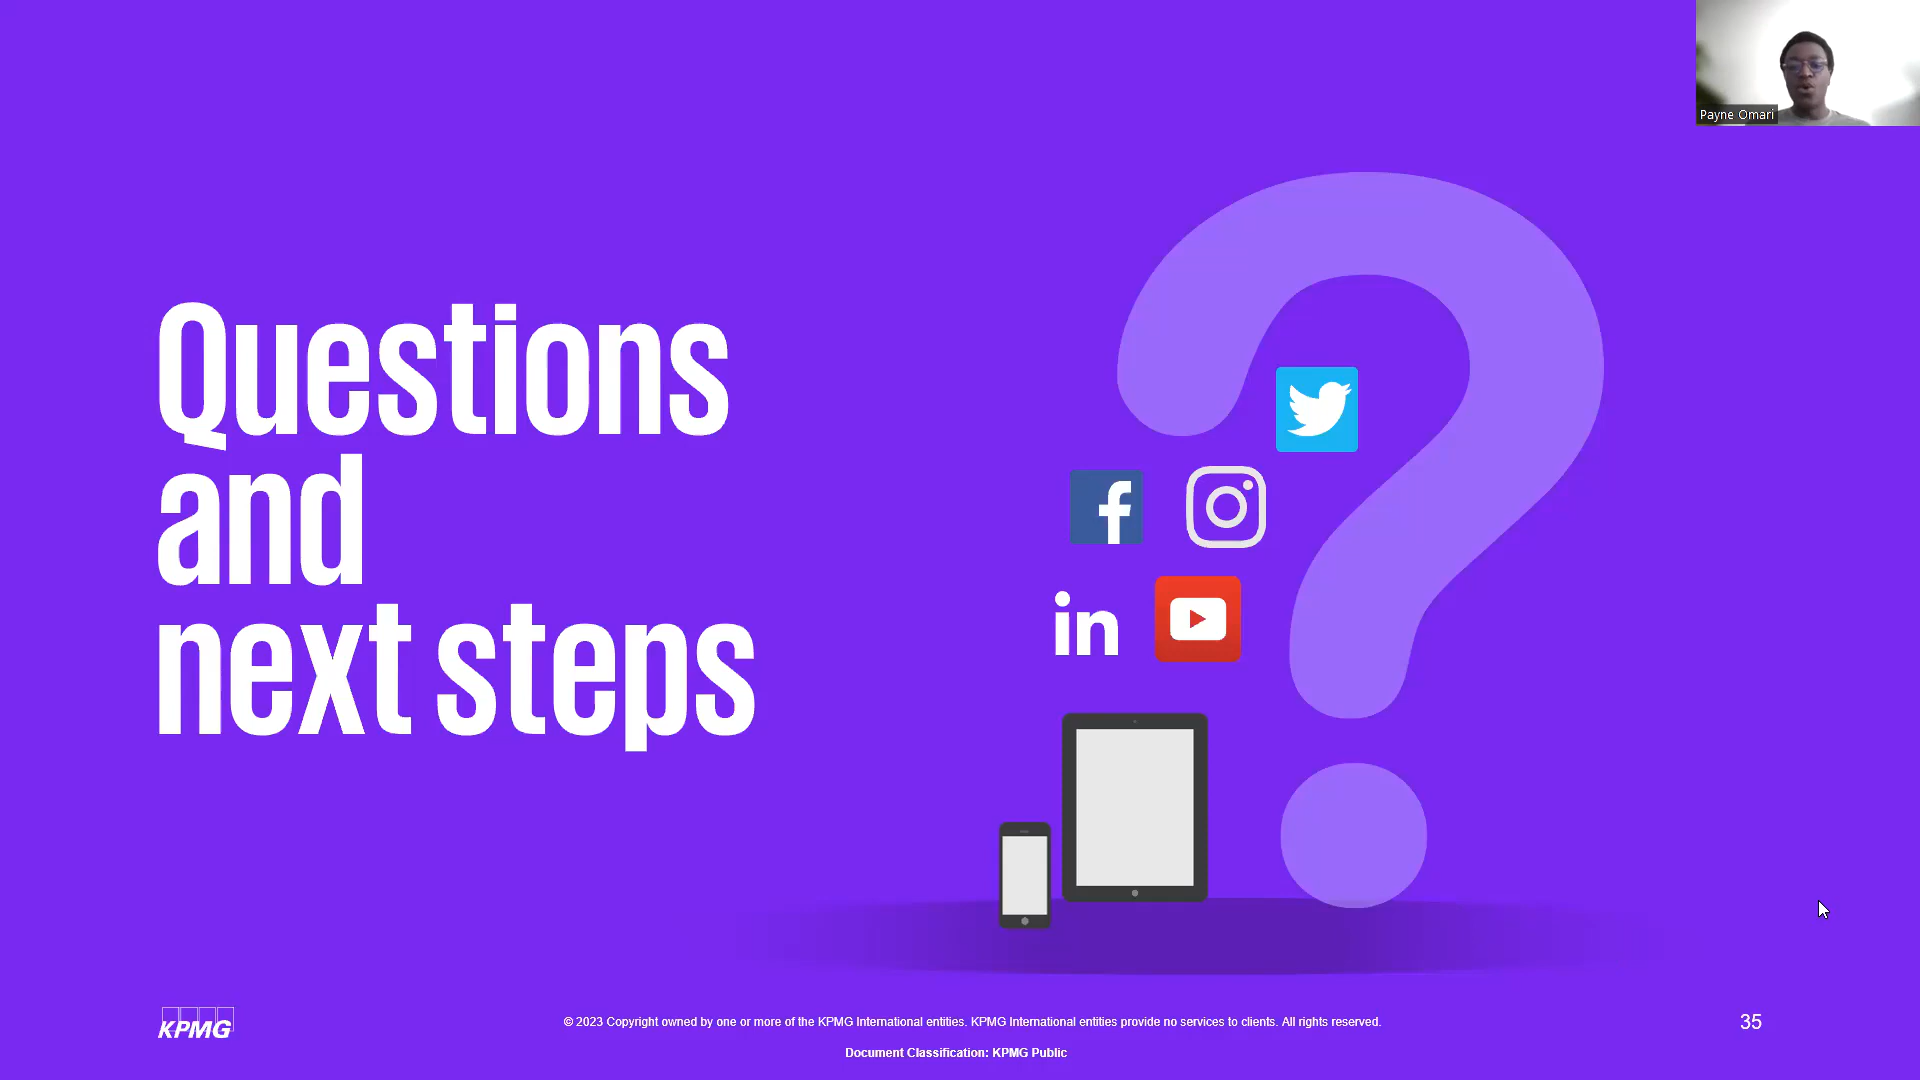 Payne Omari
Questions
and
next steps
f
in
KPMG
© 2023 Copyright owned by one or more of the KPMG International entities. KPMG International entities provide no services to clients. All rights reserved.
35
Document Classification: KPMG Public